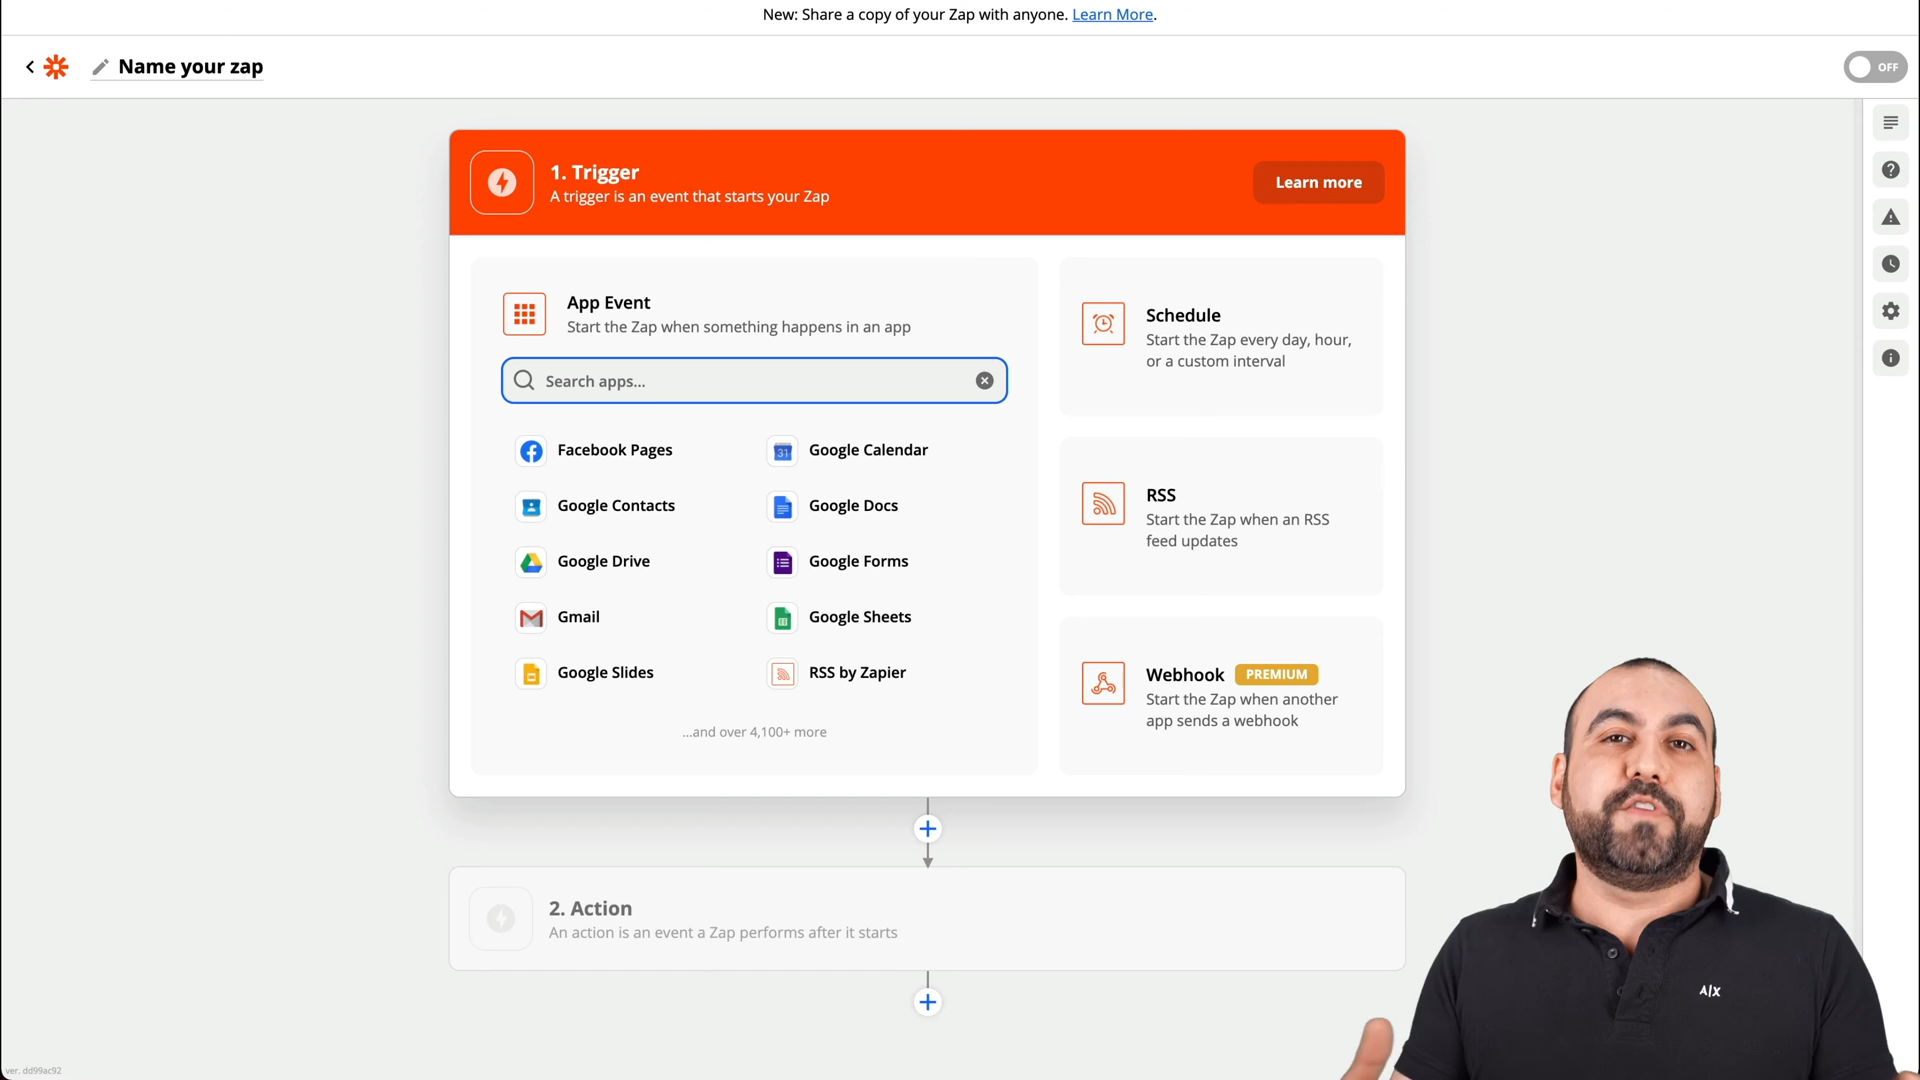 New: Share a copy of your Zap with anyone. Learn More.
Name your zap
OFF
1. Trigger
A trigger is an event that starts your Zap
Learn more
App Event
Start the Zap when something happens in an app
Search apps...
Facebook Pages
Google Calendar
31
Google Contacts
Google Docs
Google Drive
Google Forms
Gmail
Google Sheets
Google Slides
RSS by Zapier
...and over 4,100+ more
Schedule
Start the Zap every day, hour,
or a custom interval
RSS
Start the Zap when an RSS
feed updates
Webhook PREMIUM
Start the Zap when another
app sends a webhook
2. Action
An action is an event a Zap performs after it starts
A|X
ver. dd99ac92